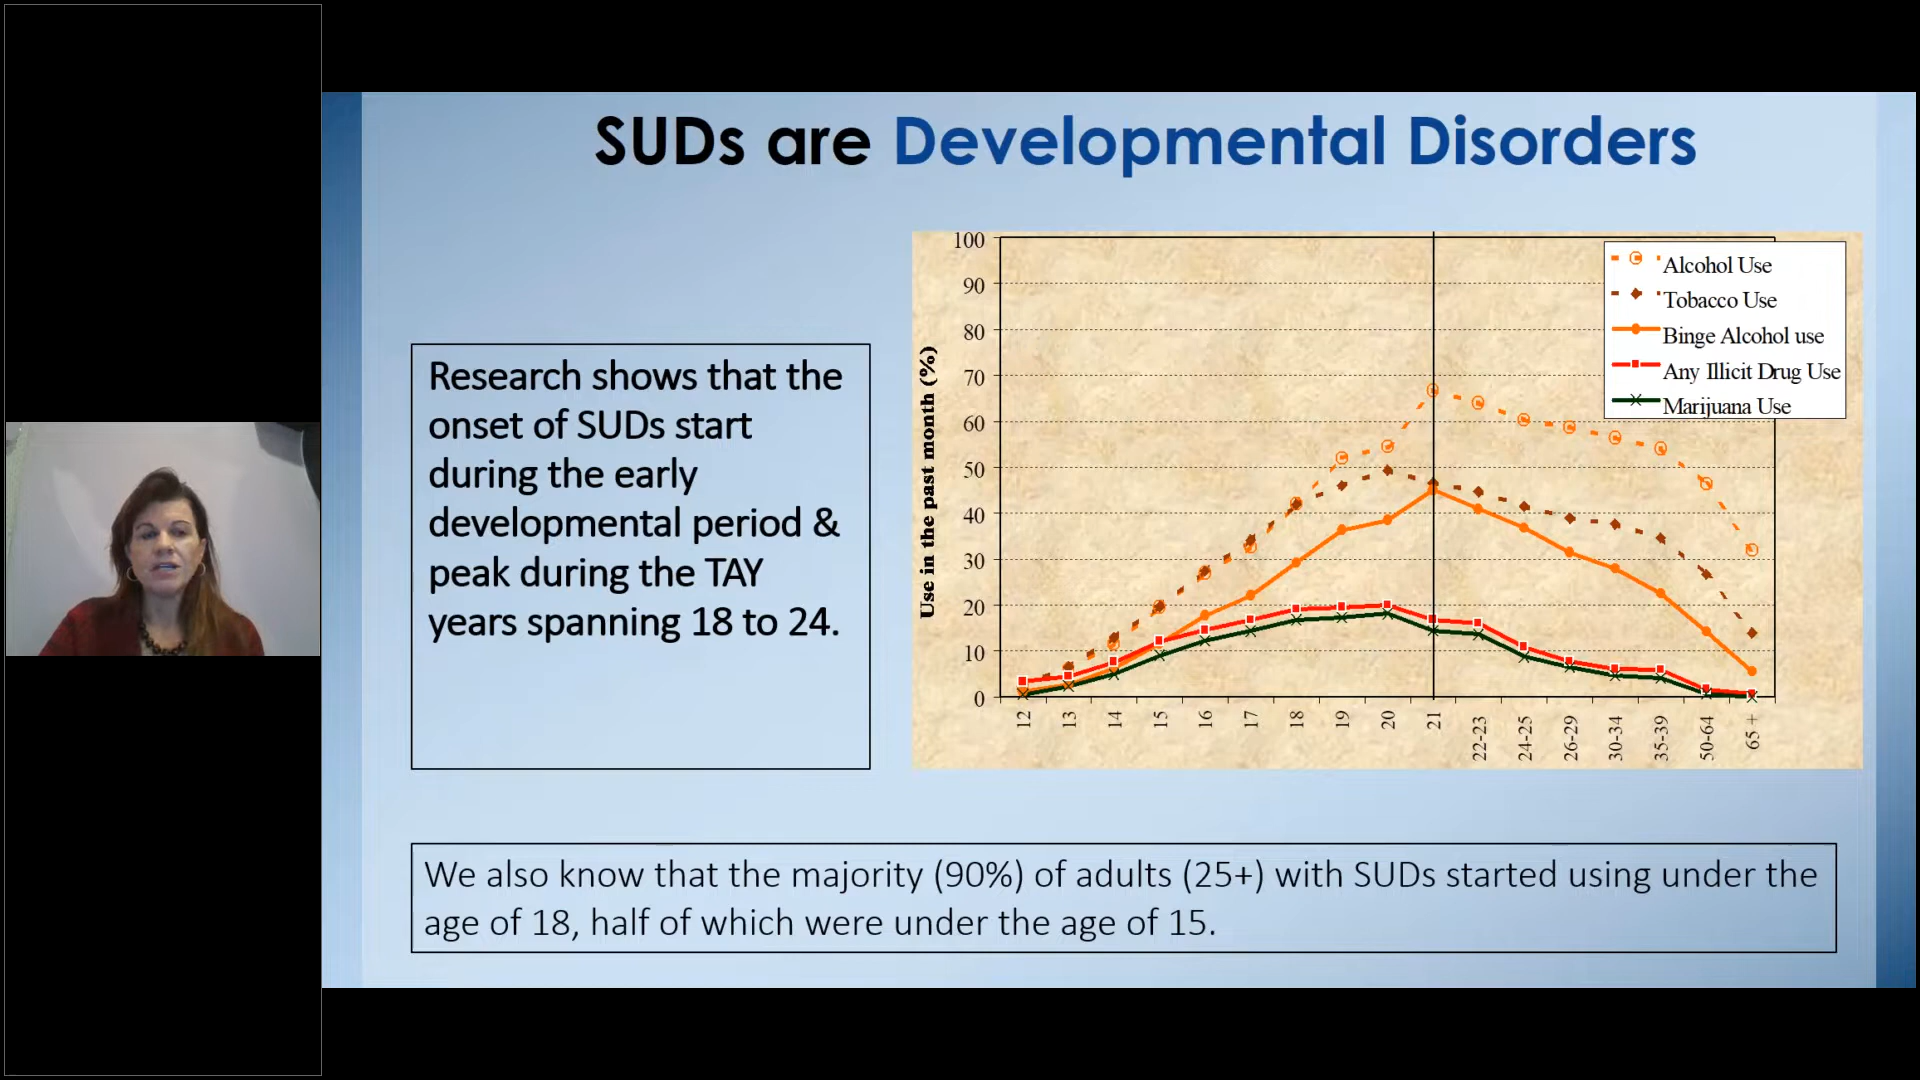 SUDs are Developmental Disorders
Research shows that the
onset of SUDs start
during the early
developmental period &
peak during the TAY
years spanning 18 to 24.
Use in the past month (%)
100
90
80
70
60
50
40
30
20
10
0
12
13
14
15
16
17
18
19
20
21
22-23
24-25
26-29
30-34
35-39
50-64
65 +
Alcohol Use
Tobacco Use
Binge Alcohol use
Any Illicit Drug Use
Marijuana Use
We also know that the majority (90%) of adults (25+) with SUDs started using under the
age of 18, half of which were under the age of 15.